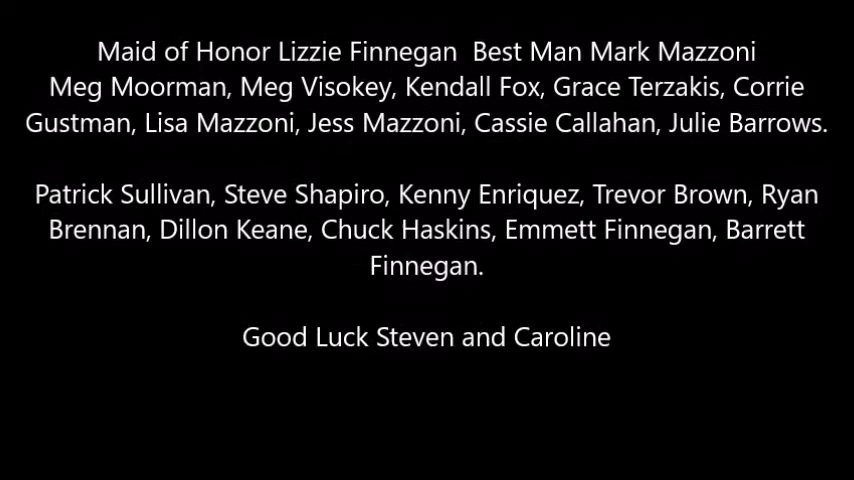 Maid of Honor Lizzie Finnegan  Best Man Mark Mazzoni
Meg Moorman, Meg Visokey, Kendall Fox, Grace Terzakis, Corrie
Gustman, Lisa Mazzoni, Jess Mazzoni, Cassie Callahan, Julie Barrows.
Patrick Sullivan, Steve Shapiro, Kenny Enriquez, Trevor Brown, Ryan
Brennan, Dillon Keane, Chuck Haskins, Emmett Finnegan, Barrett
Finnegan.
Good Luck Steven and Caroline